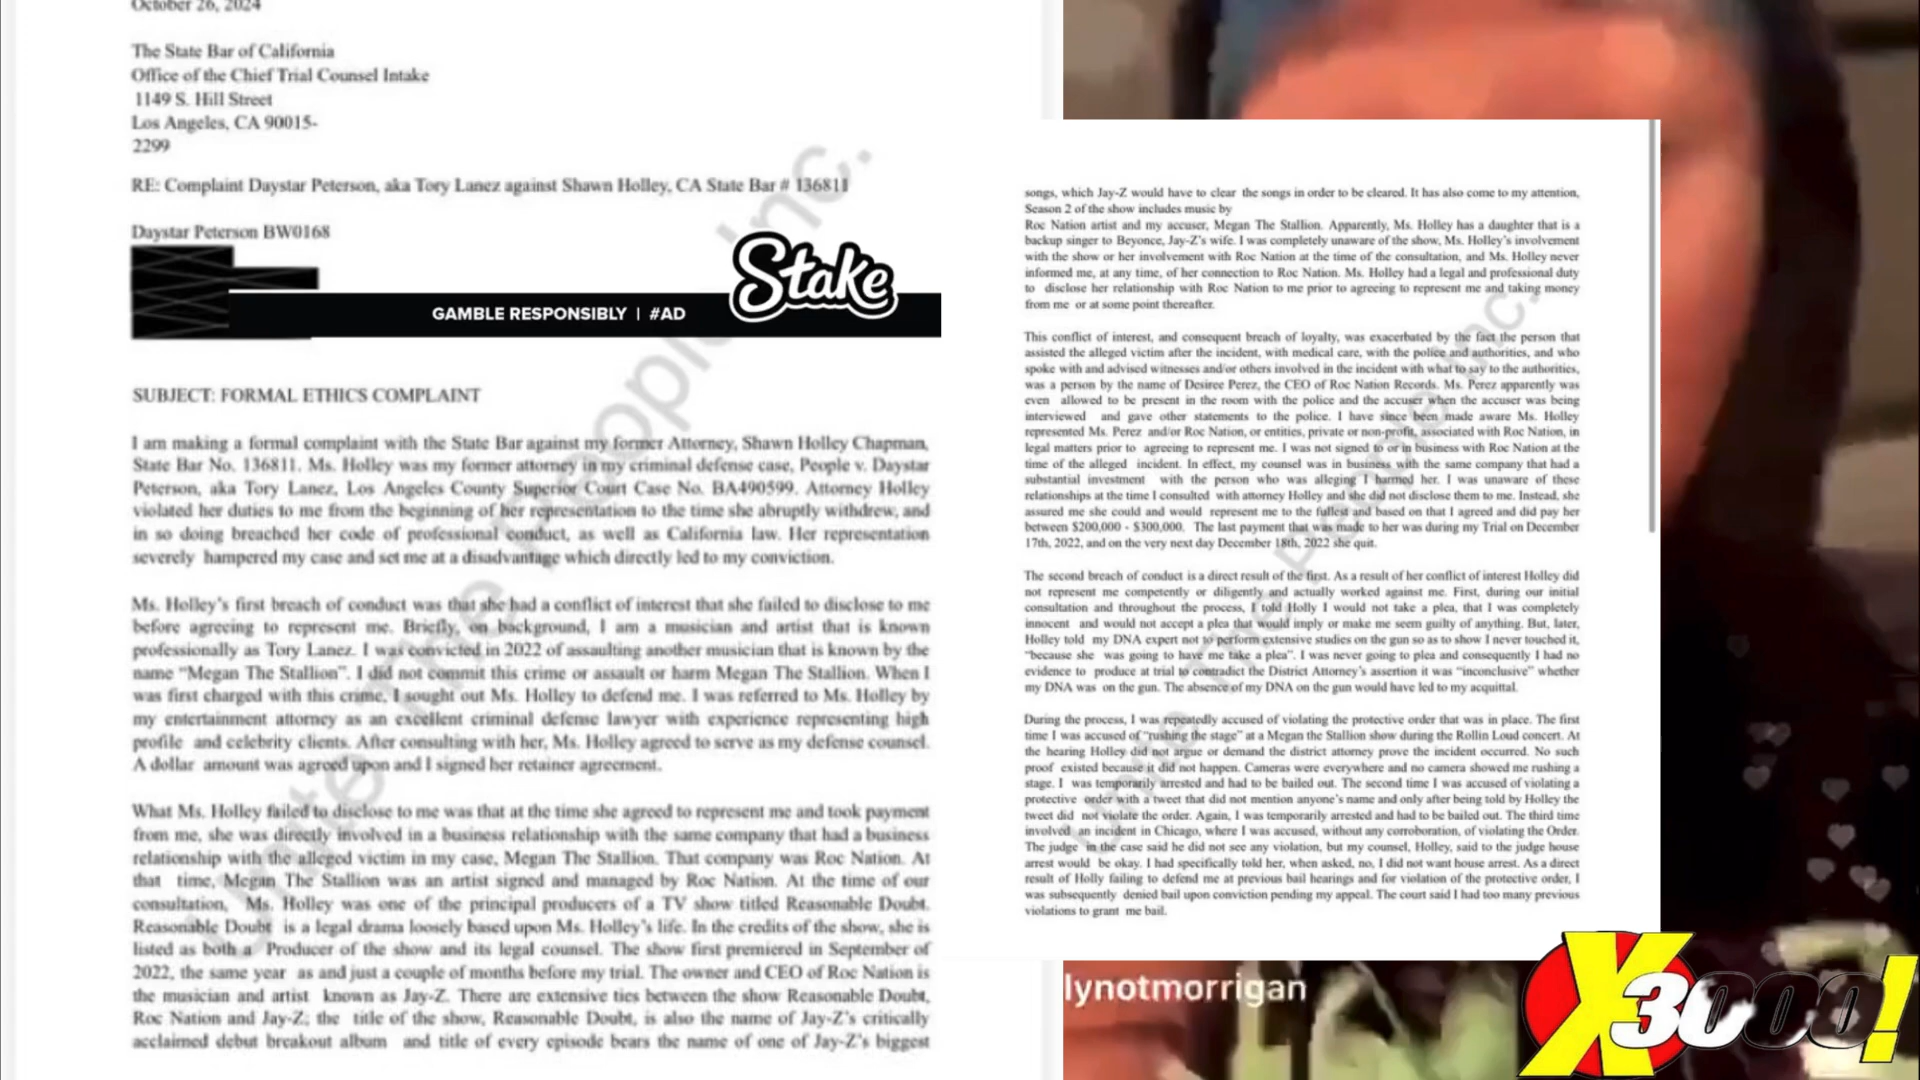 October 26, 2024
The State Bar of California
Office of the Chief Trial Counsel Intake
1149 S. Hill Street
Los Angeles, CA 90015-
2299
RE: Complaint Daystar Peterson, aka Tory Lanez against Shawn Holley, CA State Bar # 136811
Daystar Peterson BW0168
Stake
GAMBLE RESPONSIBLY | #AD
SUBJECT: FORMAL ETHICS COMPLAINT
I am making a formal complaint with the State Bar against my former Attorney, Shawn Holley Chapman,
State Bar No. 136811. Ms. Holley was my former attorney in my criminal defense case, People v. Daystar
Peterson, aka Tory Lanez, Los Angeles County Superior Court Case No. BA490599. Attorney Holley
violated her duties to me from the beginning of her representation to the time she abruptly withdrew, and
in so doing breached her code of professional conduct, as well as California law. Her representation
severely hampered my case and set me at a disadvantage which directly led to my conviction.
Ms. Holley's first breach of conduct was that she had a conflict of interest that she failed to disclose to me
before agreeing to represent me. Briefly, on background, I am a musician and artist that is known
professionally as Tory Lanez. I was convicted in 2022 of assaulting another musician that is known by the
name "Megan The Stallion". I did not commit this crime or assault or harm Megan The Stallion. When I
was first charged with this crime, I sought out Ms. Holley to defend me. I was referred to Ms. Holley by
my entertainment attorney as an excellent criminal defense lawyer with experience representing high
profile and celebrity clients. After consulting with her, Ms. Holley agreed to serve as my defense counsel.
A dollar amount was agreed upon and I signed her retainer agreement.
What Ms. Holley failed to disclose to me was that at the time she agreed to represent me and took payment
from me, she was directly involved in a business relationship with the same company that had a business
relationship with the alleged victim in my case, Megan The Stallion. That company was Roc Nation. At
that time, Megan The Stallion was an artist signed and managed by Roc Nation. At the time of our
consultation, Ms. Holley was one of the principal producers of a TV show titled Reasonable Doubt.
Reasonable Doubt is a legal drama loosely based upon Ms. Holley's life. In the credits of the show, she is
listed as both a Producer of the show and its legal counsel. The show first premiered in September of
2022, the same year as and just a couple of months before my trial. The owner and CEO of Roc Nation is
the musician and artist known as Jay-Z. There are extensive ties between the show Reasonable Doubt,
Roc Nation and Jay-Z; the title of the show, Reasonable Doubt, is also the name of Jay-Z's critically
acclaimed debut breakout album and title of every episode bears the name of one of Jay-Z's biggest
songs, which Jay-Z would have to clear the songs in order to be cleared. It has also come to my attention,
Season 2 of the show includes music by
Roc Nation artist and my accuser, Megan The Stallion. Apparently, Ms. Holley has a daughter that is a
backup singer to Beyonce, Jay-Z's wife. I was completely unaware of the show, Ms. Holley's involvement
with the show or her involvement with Roc Nation at the time of the consultation, and Ms. Holley never
informed me, at any time, of her connection to Roc Nation. Ms. Holley had a legal and professional duty
to disclose her relationship with Roc Nation to me prior to agreeing to represent me and taking money
from me or at some point thereafter.
This conflict of interest, and consequent breach of loyalty, was exacerbated by the fact the person that
assisted the alleged victim after the incident, with medical care, with the police and authorities, and who
spoke with and advised witnesses and/or others involved in the incident with what to say to the authorities,
was a person by the name of Desiree Perez, the CEO of Roc Nation Records. Ms. Perez apparently was
even allowed to be present in the room with the police and the accuser when the accuser was being
interviewed and gave other statements to the police. I have since been made aware Ms. Holley
represented Ms. Perez and/or Roc Nation, or entities, private or non-profit, associated with Roc Nation, in
legal matters prior to agreeing to represent me. I was not signed to or in business with Roc Nation at the
time of the alleged incident. In effect, my counsel was in business with the same company that had a
substantial investment with the person who was alleging I harmed her. I was unaware of these
relationships at the time I consulted with attorney Holley and she did not disclose them to me. Instead, she
assured me she could and would represent me to the fullest and based on that I agreed and did pay her
between $200,000 - $300,000. The last payment that was made to her was during my Trial on December
17th, 2022, and on the very next day December 18th, 2022 she quit.
The second breach of conduct is a direct result of the first. As a result of her conflict of interest Holley did
not represent me competently or diligently and actually worked against me. First, during our initial
consultation and throughout the process, I told Holly I would not take a plea, that I was completely
innocent and would not accept a plea that would imply or make me seem guilty of anything. But, later,
Holley told my DNA expert not to perform extensive studies on the gun so as to show I never touched it,
"because she was going to have me take a plea". I was never going to plea and consequently I had no
evidence to produce at trial to contradict the District Attorney's assertion it was "inconclusive" whether
my DNA was on the gun. The absence of my DNA on the gun would have led to my acquittal.
During the process, I was repeatedly accused of violating the protective order that was in place. The first
time I was accused of "rushing the stage" at a Megan the Stallion show during the Rollin Loud concert. At
the hearing Holley did not argue or demand the district attorney prove the incident occurred. No such
proof existed because it did not happen. Cameras were everywhere and no camera showed me rushing a
stage. I was temporarily arrested and had to be bailed out. The second time I was accused of violating a
protective order with a tweet that did not mention anyone's name and only after being told by Holley the
tweet did not violate the order. Again, I was temporarily arrested and had to be bailed out. The third time
involved an incident in Chicago, where I was accused, without any corroboration, of violating the Order.
The judge in the case said he did not see any violation, but my counsel, Holley, said to the judge house
arrest would be okay. I had specifically told her, when asked, no, I did not want house arrest. As a direct
result of Holly failing to defend me at previous bail hearings and for violation of the protective order, I
was subsequently denied bail upon conviction pending my appeal. The court said I had too many previous
violations to grant me bail.
Unite The People Inc.
Unite The People Inc.
lynotmorrigan
X3000!